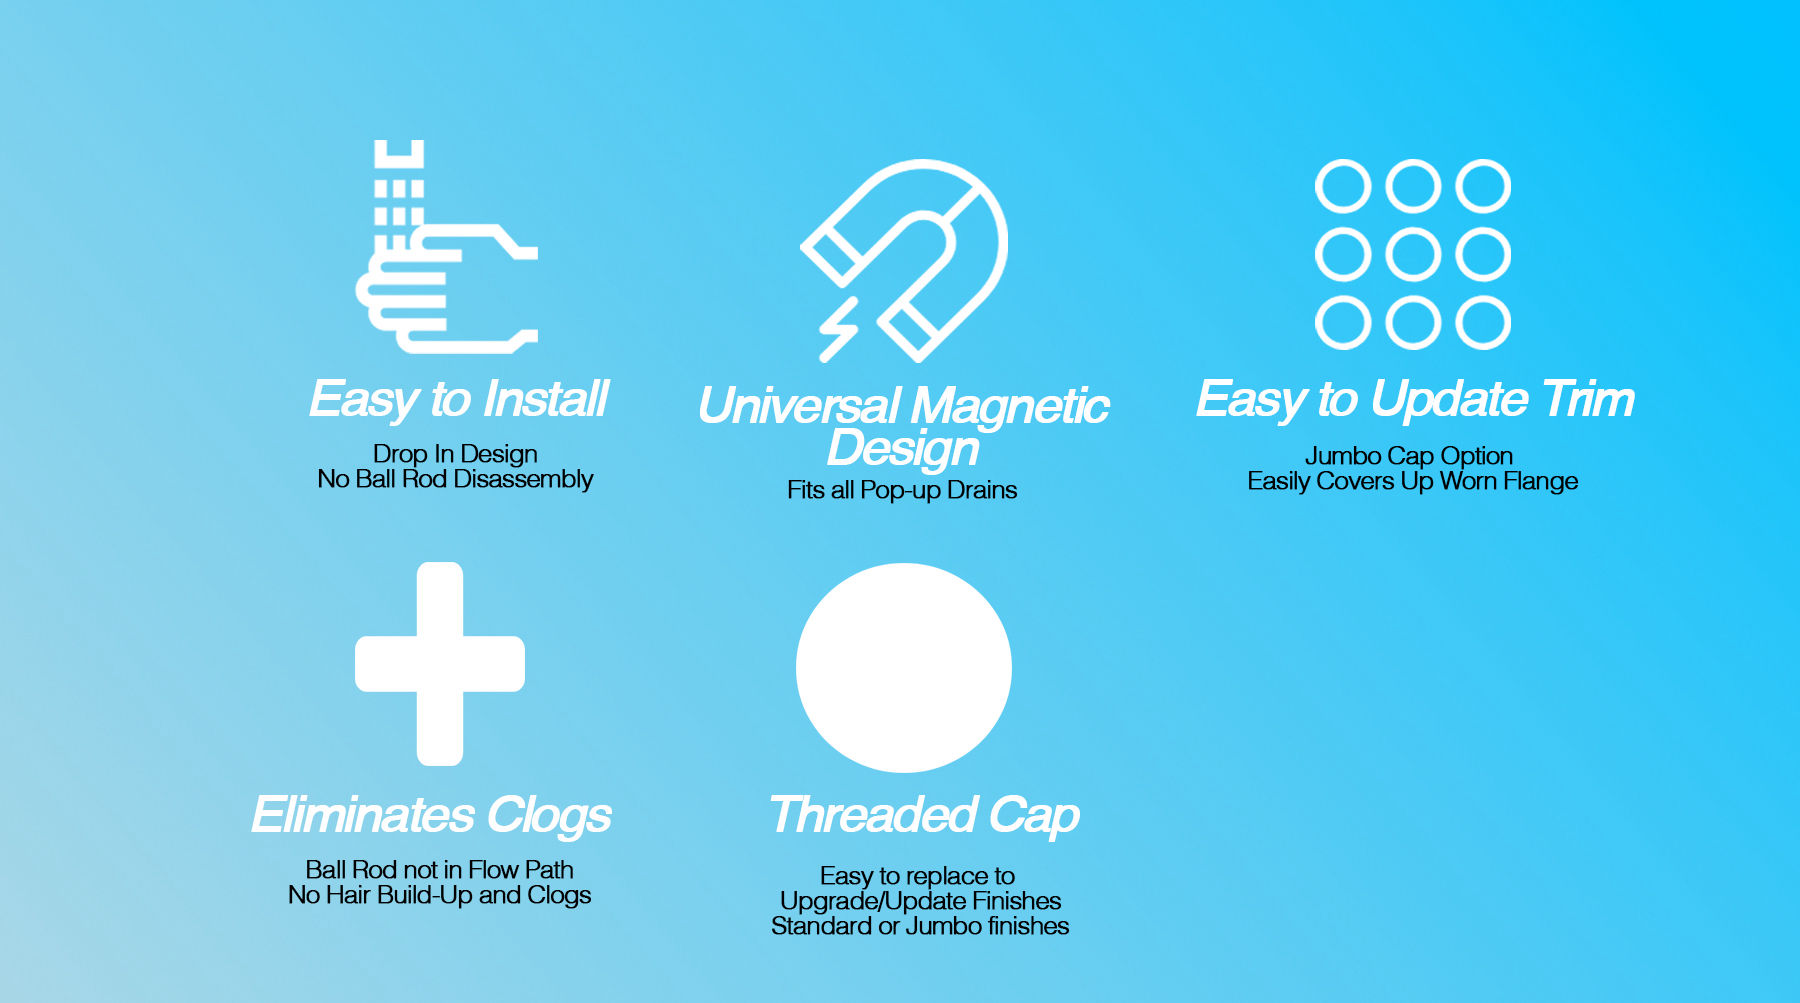 Easy to Install
Drop In Design
No Ball Rod Disassembly
Universal Magnetic
Design
Fits all Pop-up Drains
Easy to Update Trim
Jumbo Cap Option
Easily Covers Up Worn Flange
Eliminates Clogs
Ball Rod not in Flow Path
No Hair Build-Up and Clogs
Threaded Cap
Easy to replace to
Upgrade/Update Finishes
Standard or Jumbo finishes